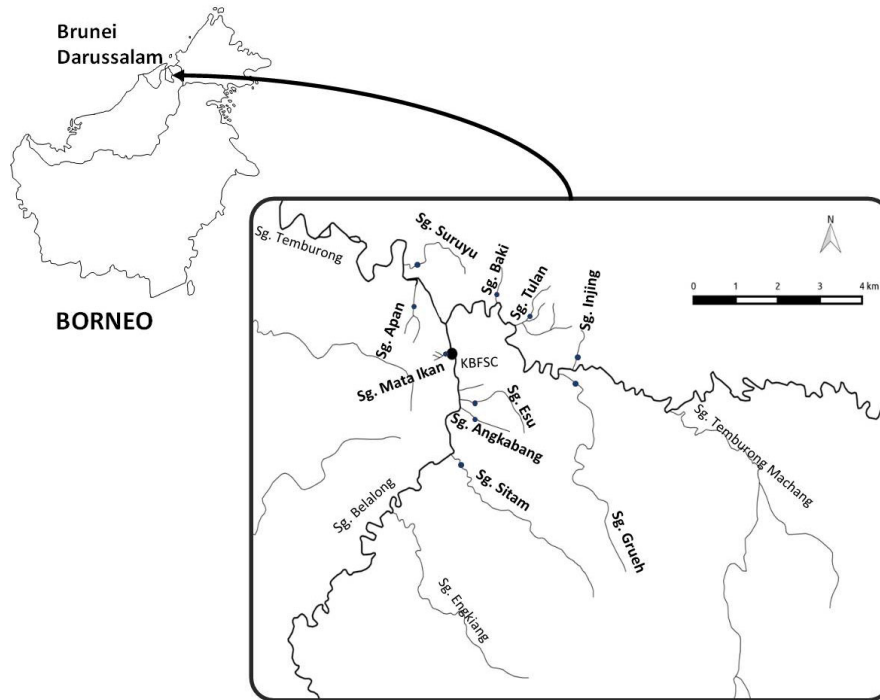 Brunei
Darussalam
BORNEO
Sg. Temburong
Sg. Suruyu
Sg. Baki
Sg. Tulan
Sg. Injing
N
0 1 2 3 4 km
Sg. Apan
KBFSC
Sg. Mata Ikan
Sg. Esu
Sg. Angkabang
Sg. Temburong Machang
Sg. Sitam
Sg. Belalong
Sg. Grueh
Sg. Engkiang